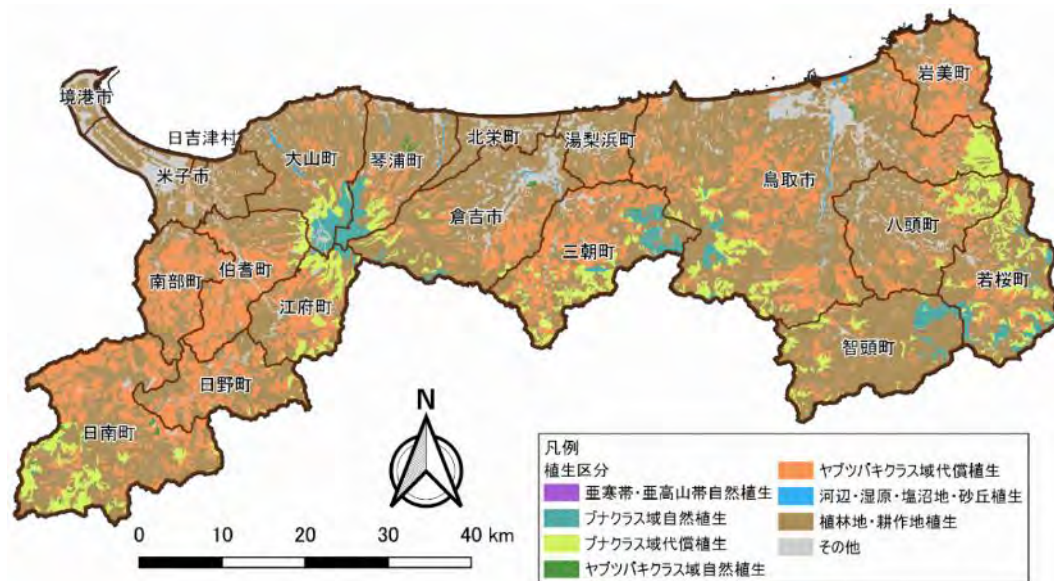 岩美町
境港市
日吉津村
北栄町
湯梨浜町
大山町
琴浦町
米子市
鳥取市
倉吉市
八頭町
三朝町
伯耆町
南部町
若桜町
江府町
智頭町
日野町
日南町
N
0 10 20 30 40 km
凡例
植生区分
亜寒帯・亜高山帯自然植生
ブナクラス域自然植生
ブナクラス域代償植生
ヤブツバキクラス域自然植生
ヤブツバキクラス域代償植生
河辺・湿原・塩沼地・砂丘植生
植林地・耕作地植生
その他